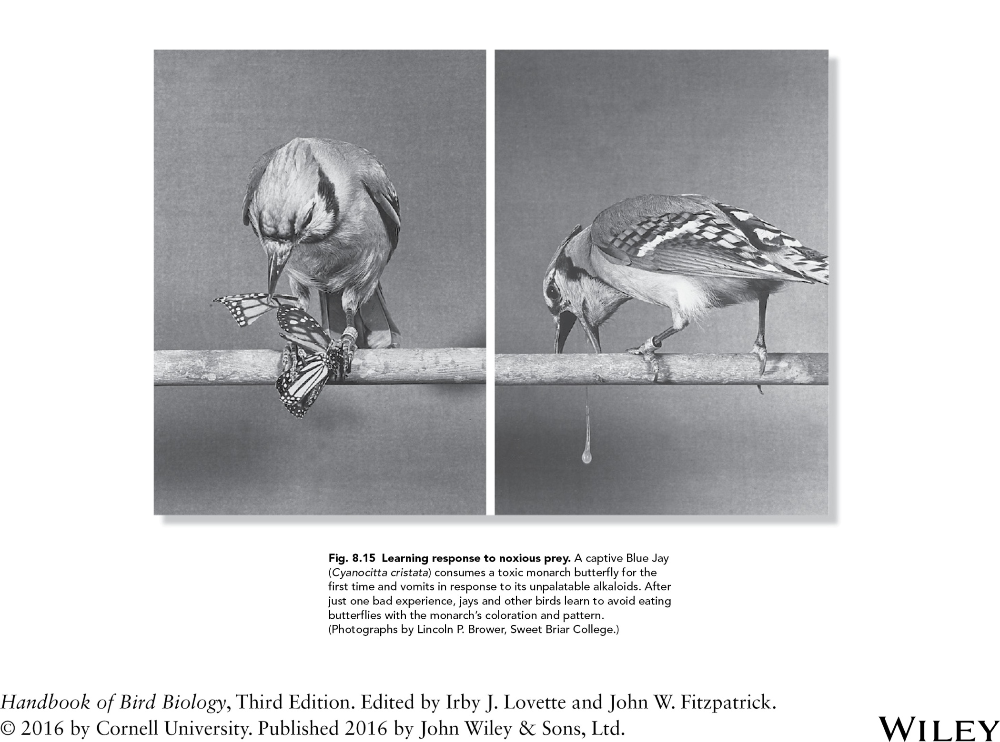 Fig. 8.15 Learning response to noxious prey. A captive Blue Jay
(Cyanocitta cristata) consumes a toxic monarch butterfly for the
first time and vomits in response to its unpalatable alkaloids. After
just one bad experience, jays and other birds learn to avoid eating
butterflies with the monarch's coloration and pattern.
(Photographs by Lincoln P. Brower, Sweet Briar College.)
Handbook of Bird Biology, Third Edition. Edited by Irby J. Lovette and John W. Fitzpatrick.
© 2016 by Cornell University. Published 2016 by John Wiley & Sons, Ltd.
WILEY